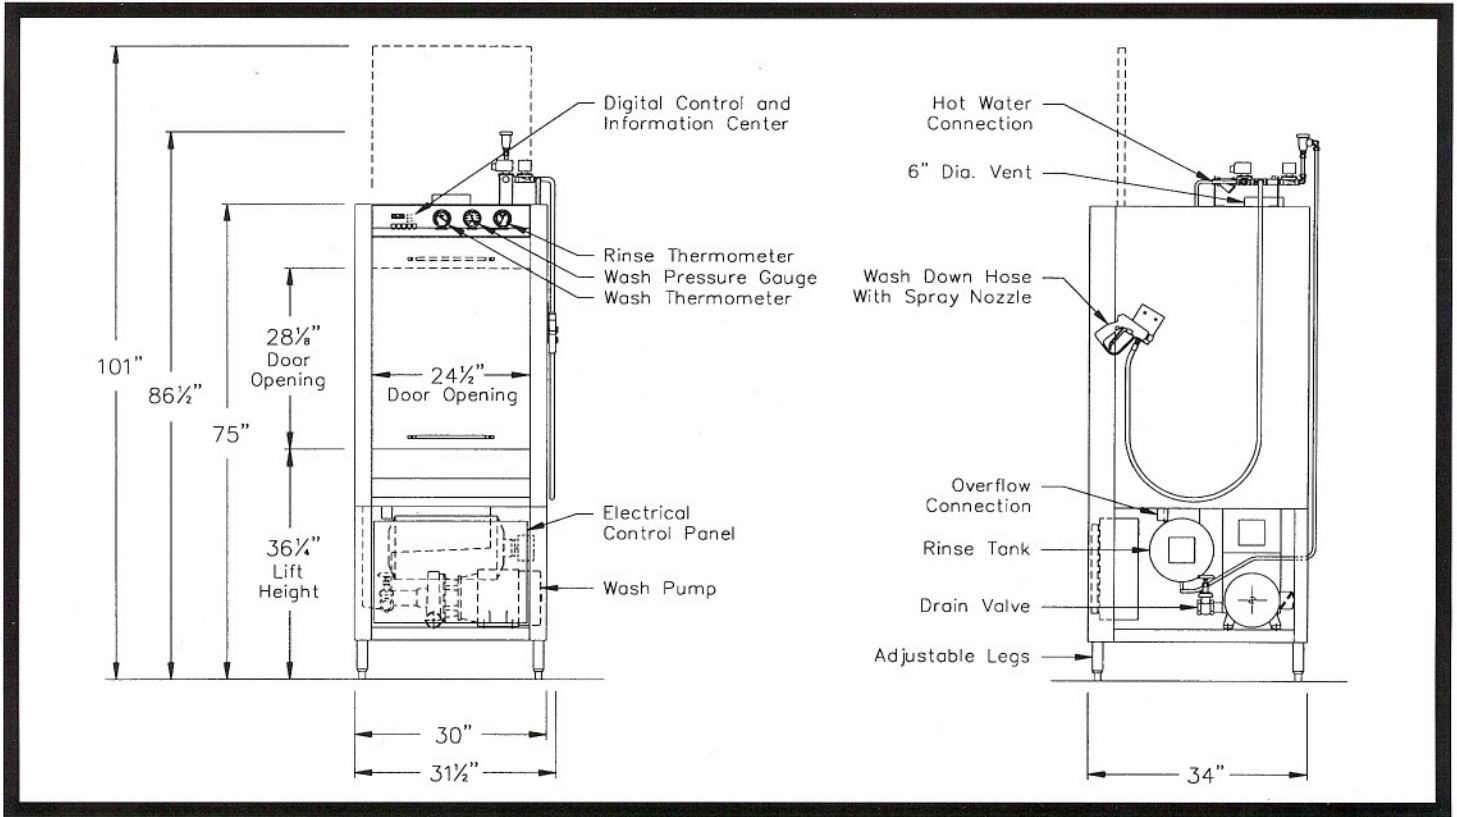 101"
86½"
75"
28⅛"
Door
Opening
36¼"
Lift
Height
24½"
Door Opening
30"
31½"
Digital Control and
Information Center
Rinse Thermometer
Wash Pressure Gauge
Wash Thermometer
Electrical
Control Panel
Wash Pump
Hot Water
Connection
6" Dia. Vent
Wash Down Hose
With Spray Nozzle
Overflow
Connection
Rinse Tank
Drain Valve
Adjustable Legs
34"